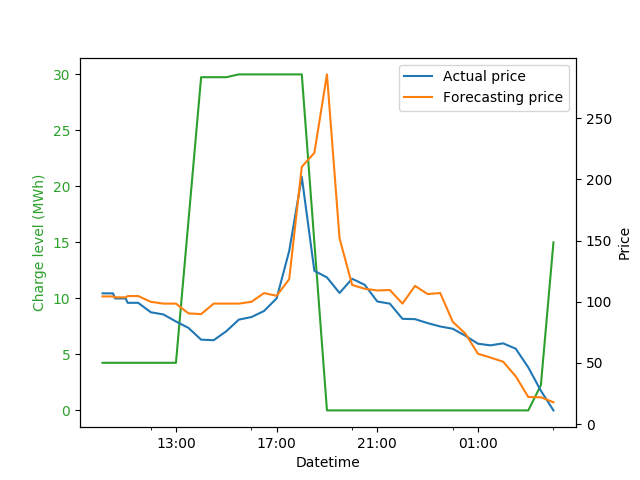 Actual price
Forecasting price
30
25
20
15
10
5
0
Charge level (MWh)
250
200
150
100
50
0
Price
13:00 17:00 21:00 01:00
Datetime